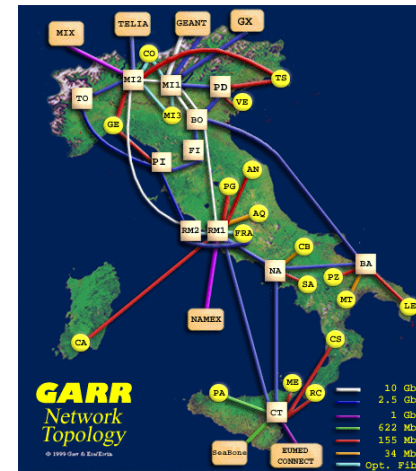 TELIA
GEANT
GX
MIX
CO
MI2
MI1
PD
TS
TO
VE
MI3
BO
GE
FI
PI
AN
PG
AQ
RM2
RM1
FRA
CB
BA
NA
PZ
SA
MT
LE
NAMEX
CA
CS
ME
PA
RC
CT
SeaBone
EUMED
CONNECT
GARR
Network
Topology
© 1999 Garr &
10 Gb
2.5 Gb
1 Gb
622 Mb
155 Mb
34 Mb
Opt. Fib